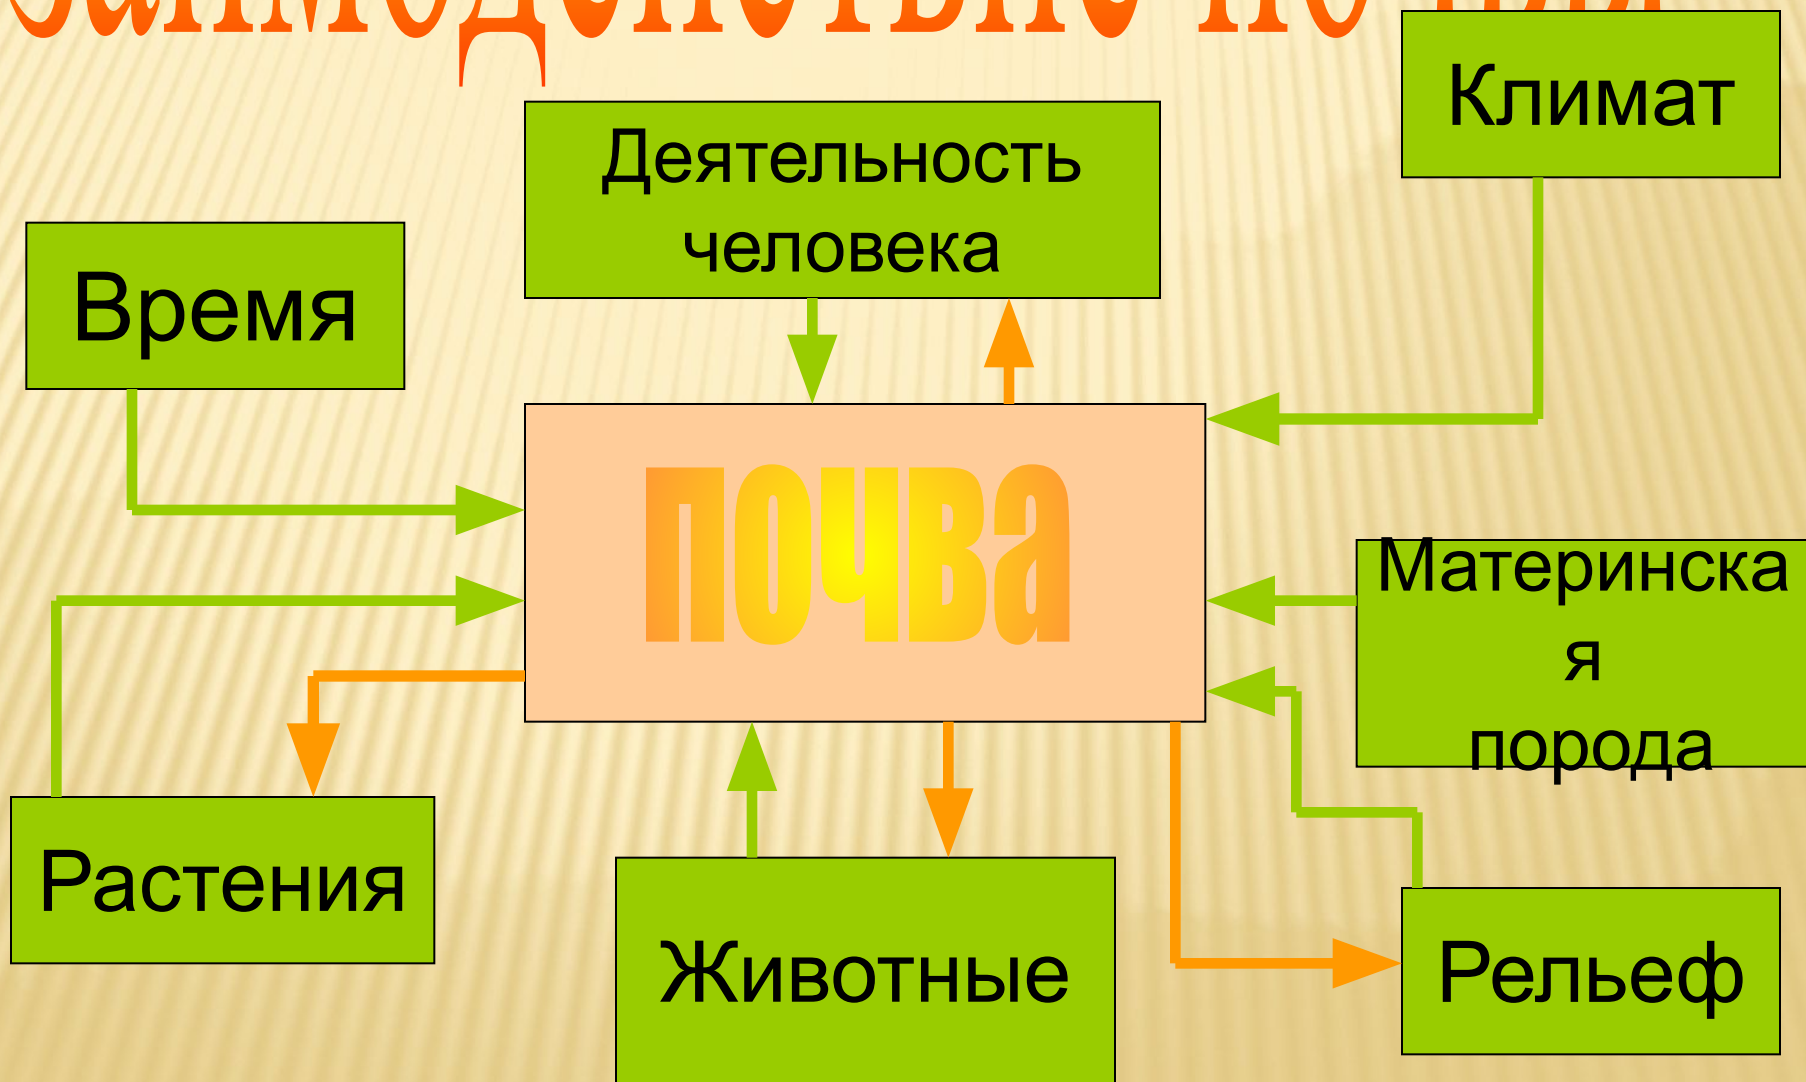 Климат
Деятельность
человека
Время
почва
Материнска
я
порода
Растения
Животные
Рельеф